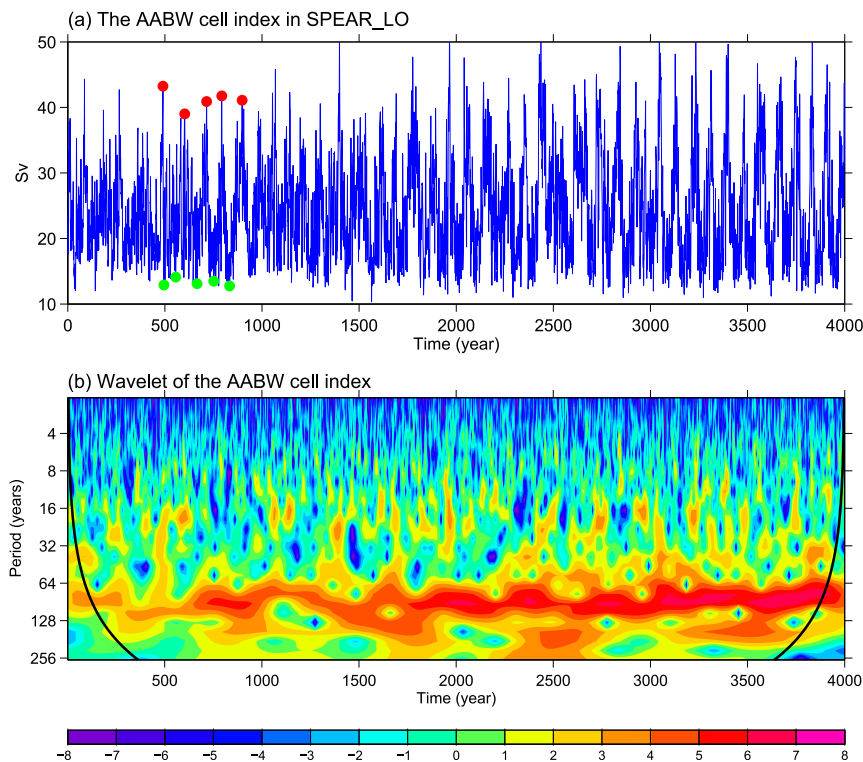 (a) The AABW cell index in SPEAR_LO
50
40
30
20
10
Sv
0 500 1000 1500 2000 2500 3000 3500 4000
Time (year)
(b) Wavelet of the AABW cell index
4
8
16
32
64
128
256
Period (years)
500 1000 1500 2000 2500 3000 3500 4000
Time (year)
−8 −7 −6 −5 −4 −3 −2 −1 0 1 2 3 4 5 6 7 8